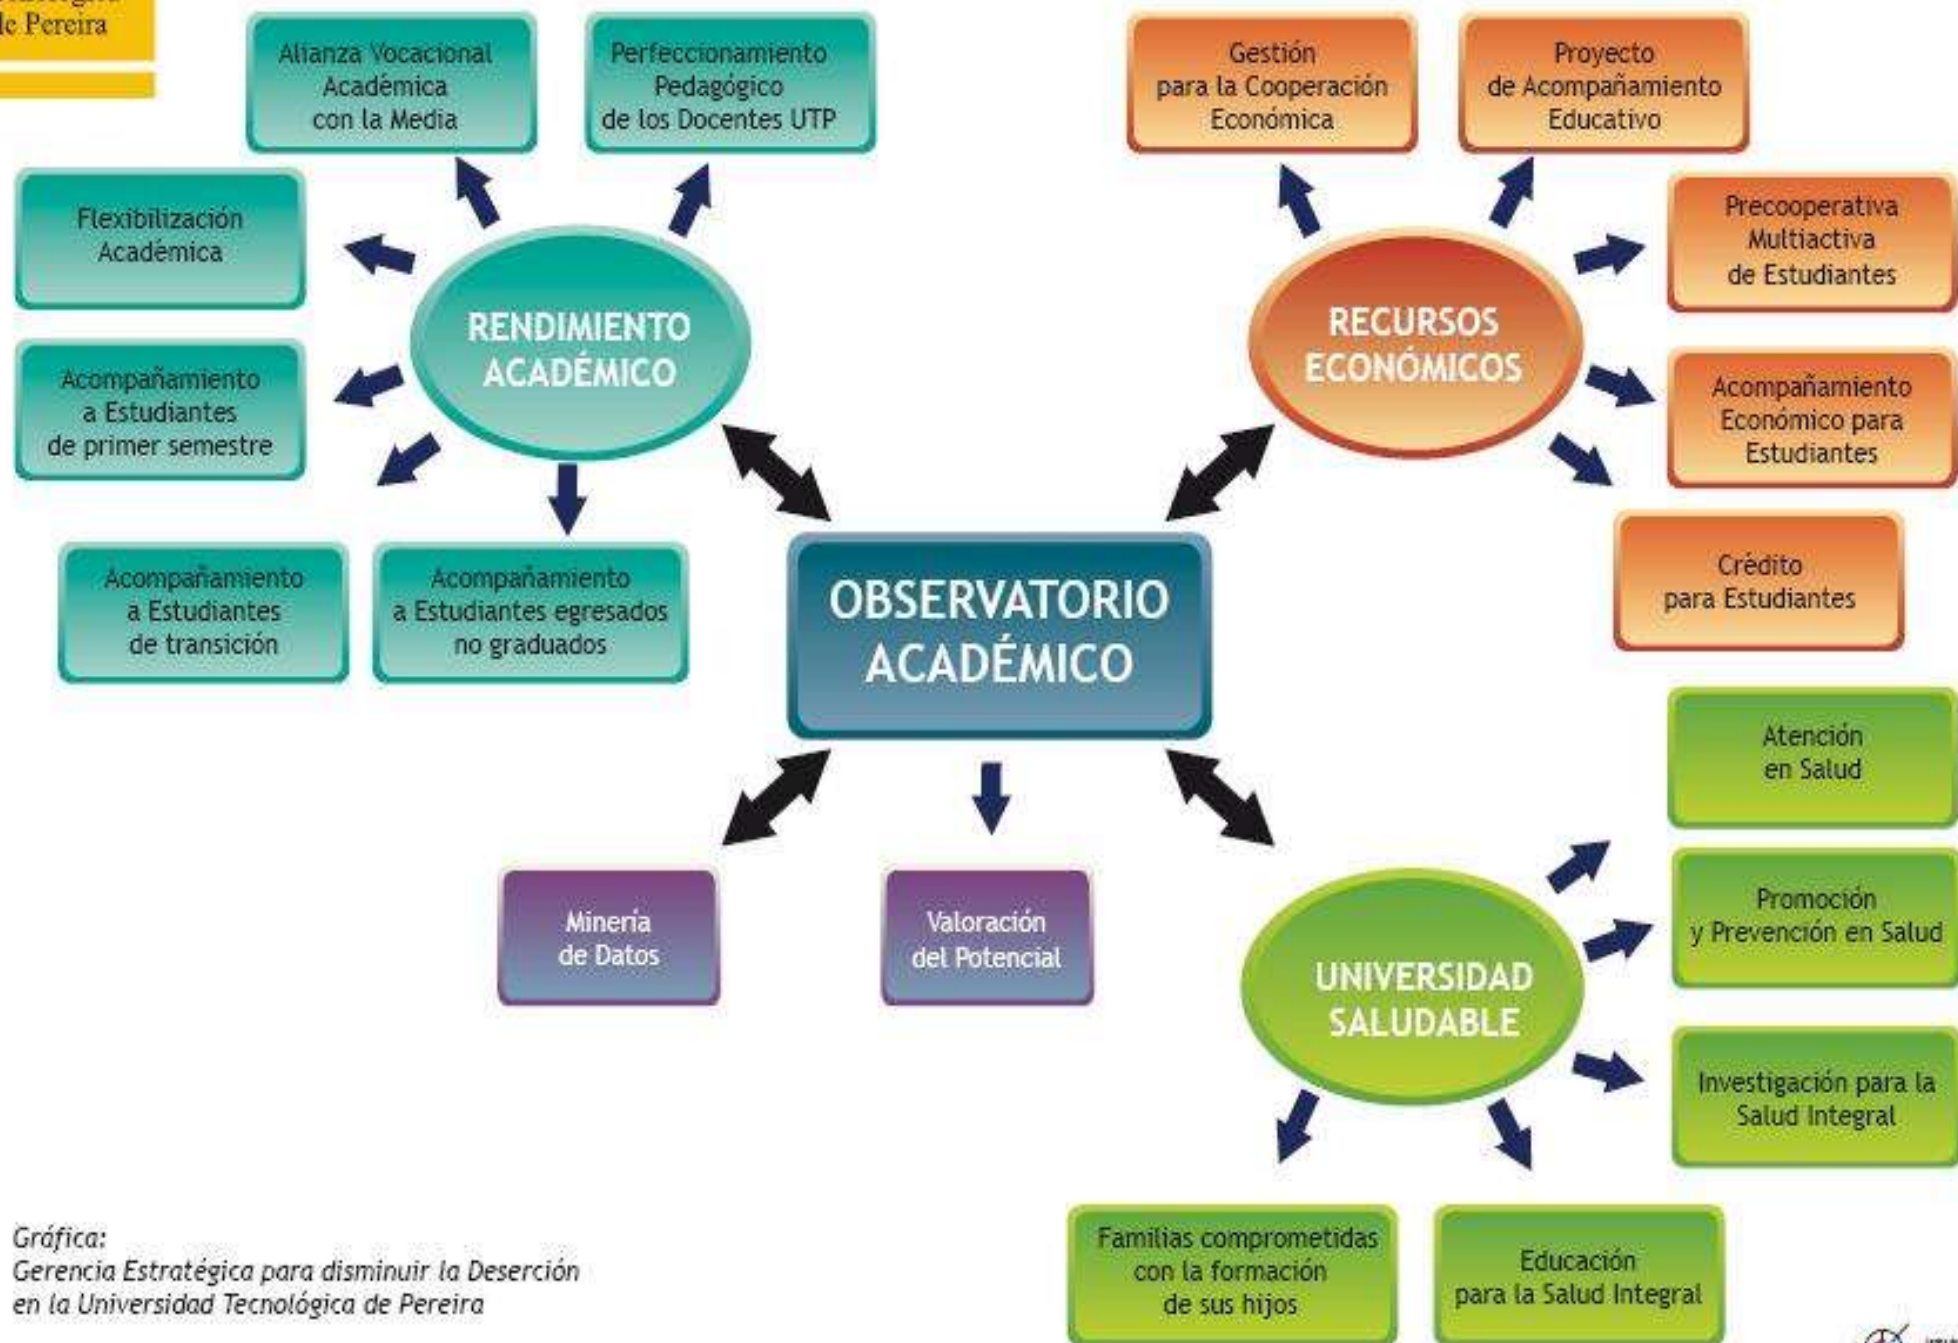 de Pereira
Alianza Vocacional
Académica
con la Media
Perfeccionamiento
Pedagógico
de los Docentes UTP
Gestión
para la Cooperación
Económica
Proyecto
de Acompañamiento
Educativo
Flexibilización
Académica
Precooperativa
Multiactiva
de Estudiantes
RENDIMIENTO
ACADÉMICO
RECURSOS
ECONÓMICOS
Acompañamiento
a Estudiantes
de primer semestre
Acompañamiento
Económico para
Estudiantes
Acompañamiento
a Estudiantes
de transición
Acompañamiento
a Estudiantes egresados
no graduados
OBSERVATORIO
ACADÉMICO
Crédito
para Estudiantes
Atención
en Salud
Minería
de Datos
Valoración
del Potencial
UNIVERSIDAD
SALUDABLE
Promoción
y Prevención en Salud
Investigación para la
Salud Integral
Familias comprometidas
con la formación
de sus hijos
Educación
para la Salud Integral
Gráfica:
Gerencia Estratégica para disminuir la Deserción
en la Universidad Tecnológica de Pereira